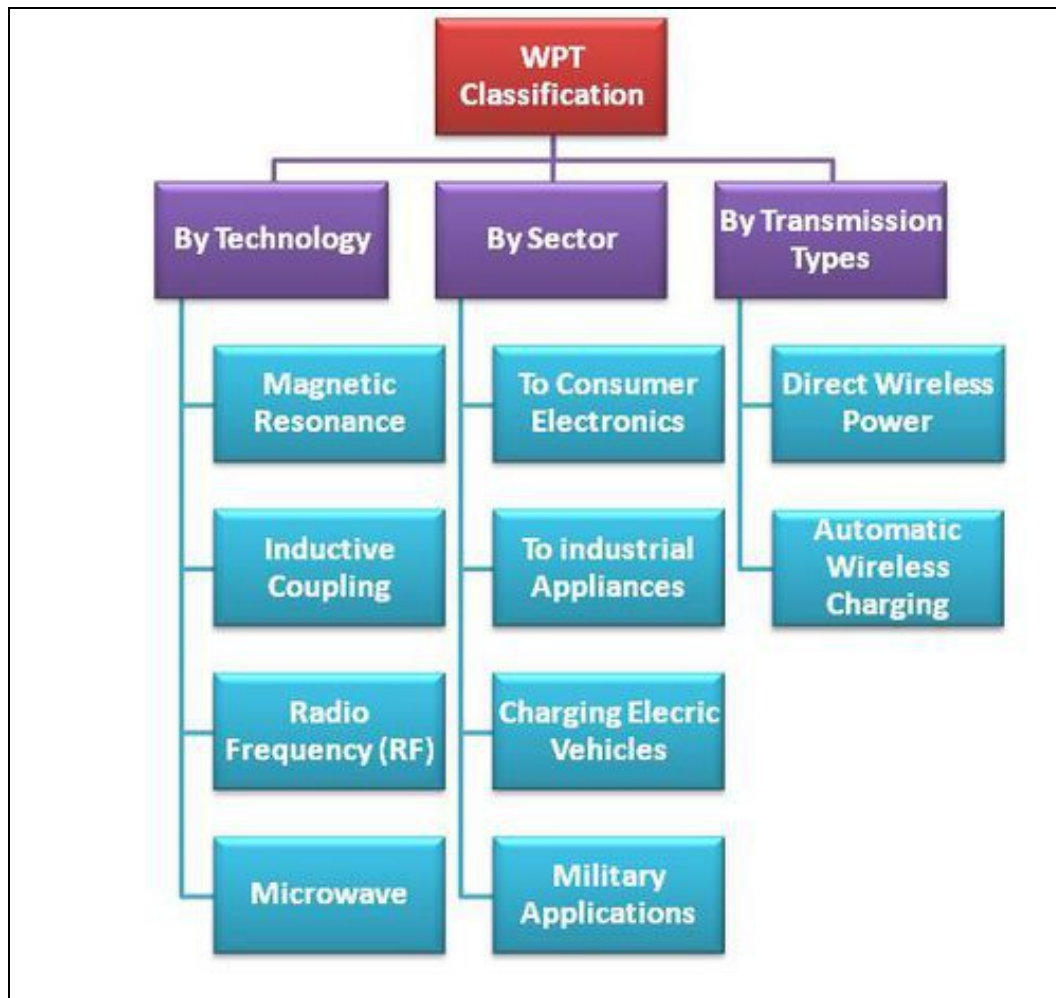 WPT
Classification
By Technology
By Sector
By Transmission
Types
Magnetic
Resonance
To Consumer
Electronics
Direct Wireless
Power
Inductive
Coupling
To industrial
Appliances
Automatic
Wireless
Charging
Radio
Frequency (RF)
Charging Elecric
Vehicles
Microwave
Military
Applications